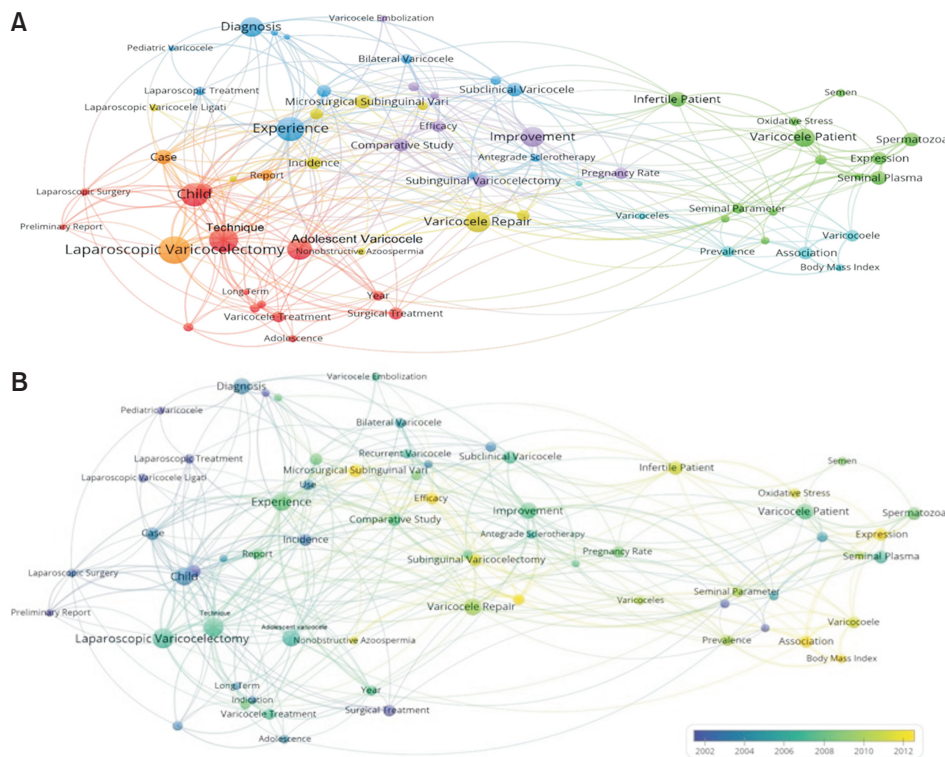 A
Diagnosis
Varicocele Embolization
Pediatric Varicocele
Bilateral Varicocele
Laparoscopic Treatment
Subclinical Varicocele
Semen
Laparoscopic Varicocele Ligati
Microsurgical Subinguinal Vari
Infertile Patient
Oxidative Stress
Experience
Efficacy
Improvement
Varicocele Patient
Spermatozoa
Comparative Study
Case
Incidence
Antegrade Sclerotherapy
Expression
Report
Pregnancy Rate
Seminal Plasma
Laparoscopic Surgery
Child
Subinguinal Varicocelectomy
Preliminary Report
Technique
Varicocele Repair
Varicoceles
Seminal Parameter
Adolescent Varicocele
Varicocoele
Laparoscopic Varicocelectomy
Nonobstructive Azoospermia
Prevalence
Association
Body Mass Index
Long Term
Year
Varicocele Treatment
Surgical Treatment
Adolescence
B
Diagnosis
Varicocele Embolization
Pediatric Varicocele
Bilateral Varicocele
Laparoscopic Treatment
Recurrent Varicocele
Subclinical Varicocele
Semen
Laparoscopic Varicocele Ligati
Microsurgical Subinguinal Vari
Infertile Patient
Use
Oxidative Stress
Experience
Efficacy
Improvement
Varicocele Patient
Spermatozoa
Comparative Study
Case
Incidence
Antegrade Sclerotherapy
Expression
Report
Subinguinal Varicocelectomy
Pregnancy Rate
Seminal Plasma
Laparoscopic Surgery
Child
Preliminary Report
Technique
Varicocele Repair
Varicoceles
Seminal Parameter
Adolescent varicocele
Varicocoele
Laparoscopic Varicocelectomy
Nonobstructive Azoospermia
Prevalence
Association
Body Mass Index
Long Term
Year
Indication
Varicocele Treatment
Surgical Treatment
Adolescence
2002 2004 2006 2008 2010 2012